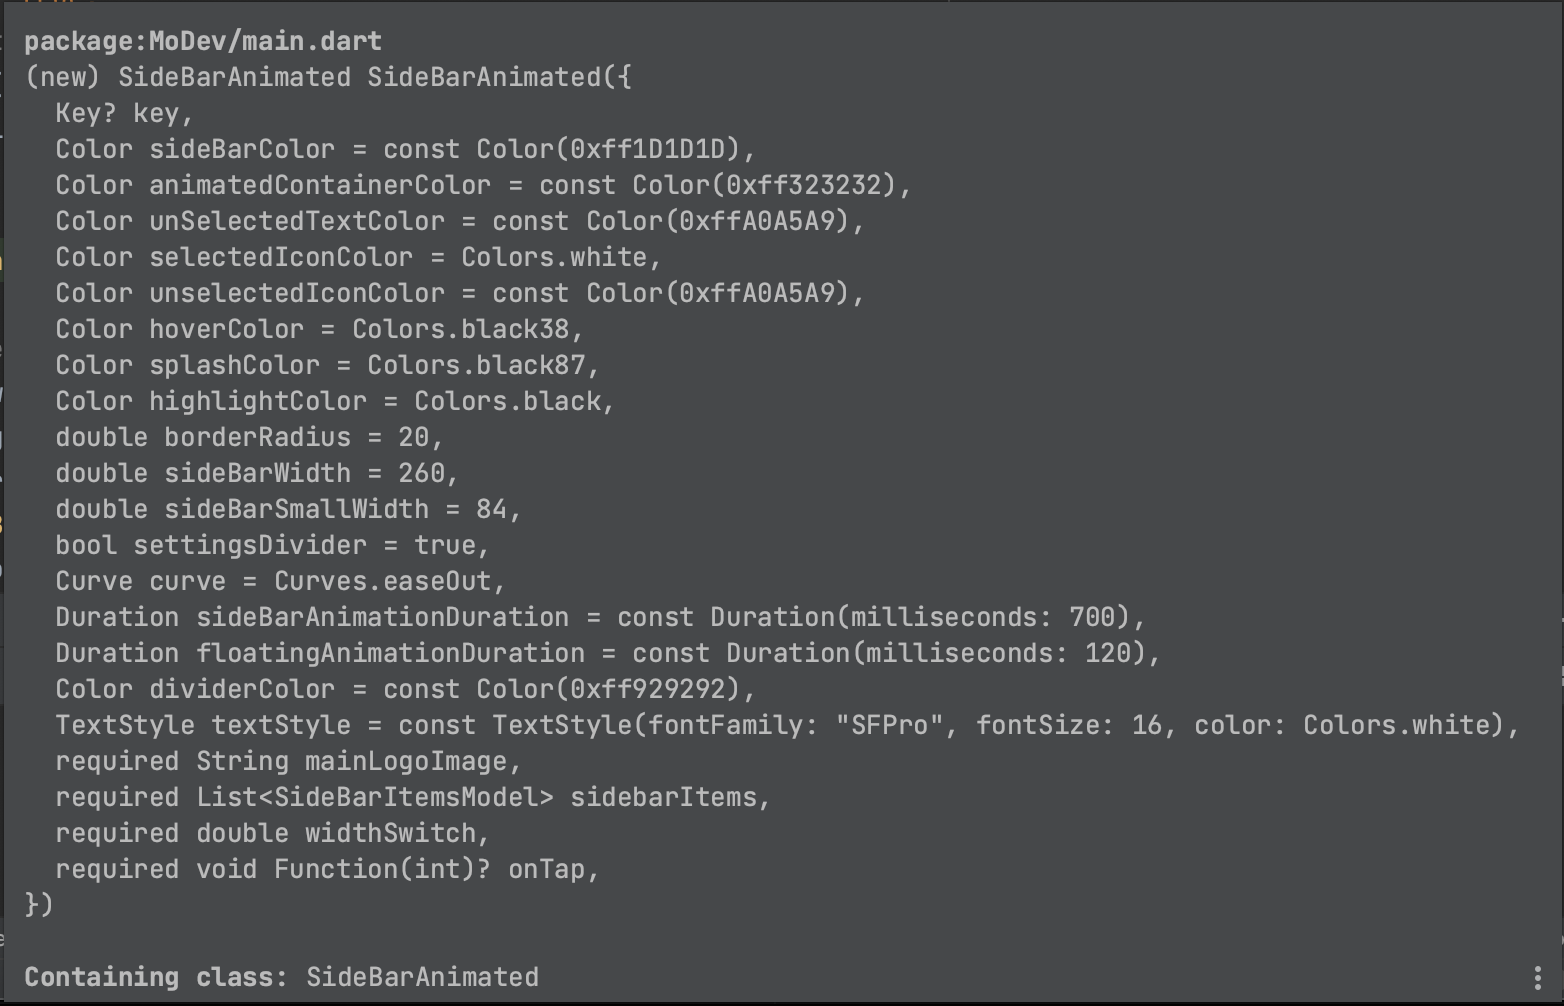 package:MoDev/main.dart
(new) SideBarAnimated SideBarAnimated({
  Key? key,
  Color sideBarColor = const Color(0xff1D1D1D),
  Color animatedContainerColor = const Color(0xff323232),
  Color unSelectedTextColor = const Color(0xffA0A5A9),
  Color selectedIconColor = Colors.white,
  Color unselectedIconColor = const Color(0xffA0A5A9),
  Color hoverColor = Colors.black38,
  Color splashColor = Colors.black87,
  Color highlightColor = Colors.black,
  double borderRadius = 20,
  double sideBarWidth = 260,
  double sideBarSmallWidth = 84,
  bool settingsDivider = true,
  Curve curve = Curves.easeOut,
  Duration sideBarAnimationDuration = const Duration(milliseconds: 700),
  Duration floatingAnimationDuration = const Duration(milliseconds: 120),
  Color dividerColor = const Color(0xff929292),
  TextStyle textStyle = const TextStyle(fontFamily: "SFPro", fontSize: 16, color: Colors.white),
  required String mainLogoImage,
  required List<SideBarItemsModel> sidebarItems,
  required double widthSwitch,
  required void Function(int)? onTap,
})
Containing class: SideBarAnimated